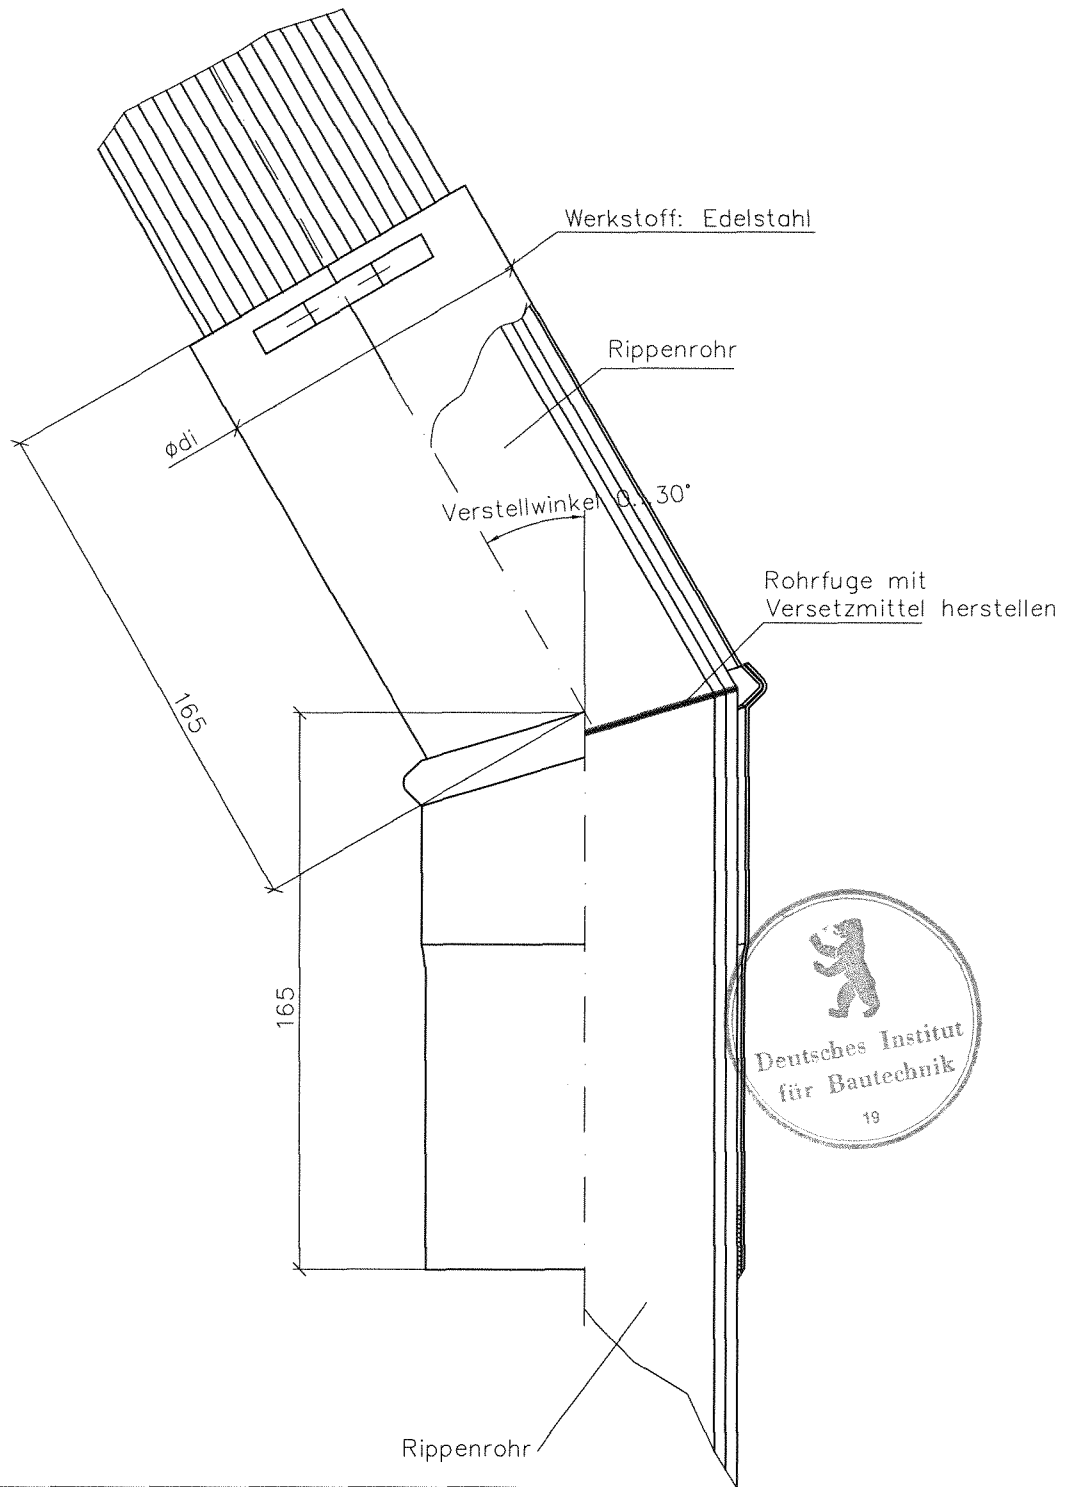 Werkstoff: Edelstahl
Rippenrohr
ødi
Verstellwinkel 0...30°
Rohrfuge mit
Versetzmittel herstellen
165
165
Deutsches Institut
für Bautechnik
19
Rippenrohr